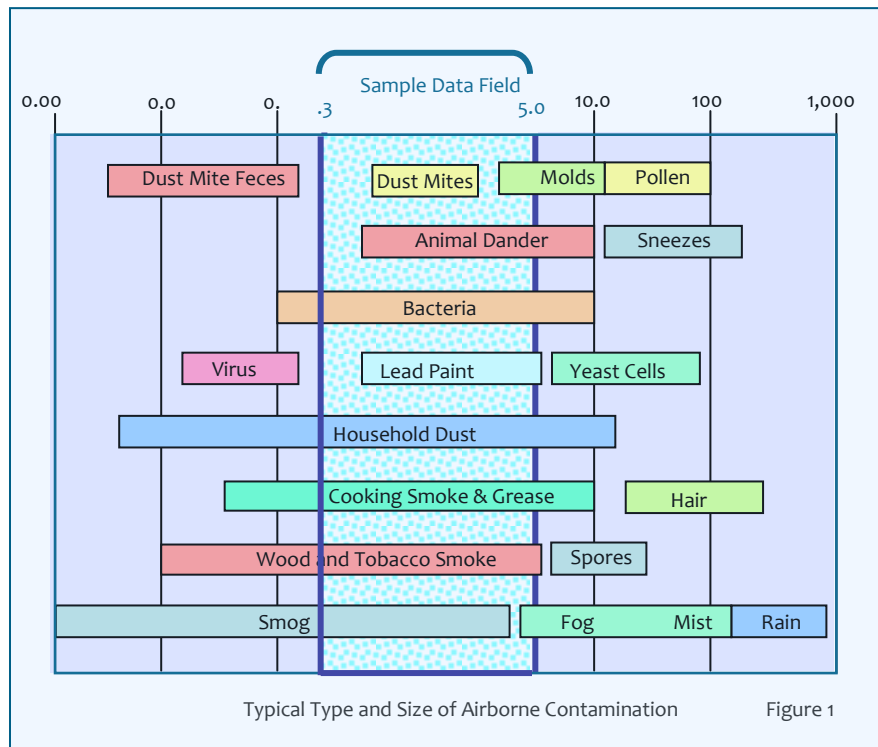 Sample Data Field
0.00 0.0 0. .3 5.0 10.0 100 1,000
Dust Mite Feces Dust Mites Molds Pollen
Animal Dander Sneezes
Bacteria
Virus Lead Paint Yeast Cells
Household Dust
Cooking Smoke & Grease Hair
Wood and Tobacco Smoke Spores
Smog Fog Mist Rain
Typical Type and Size of Airborne Contamination Figure 1